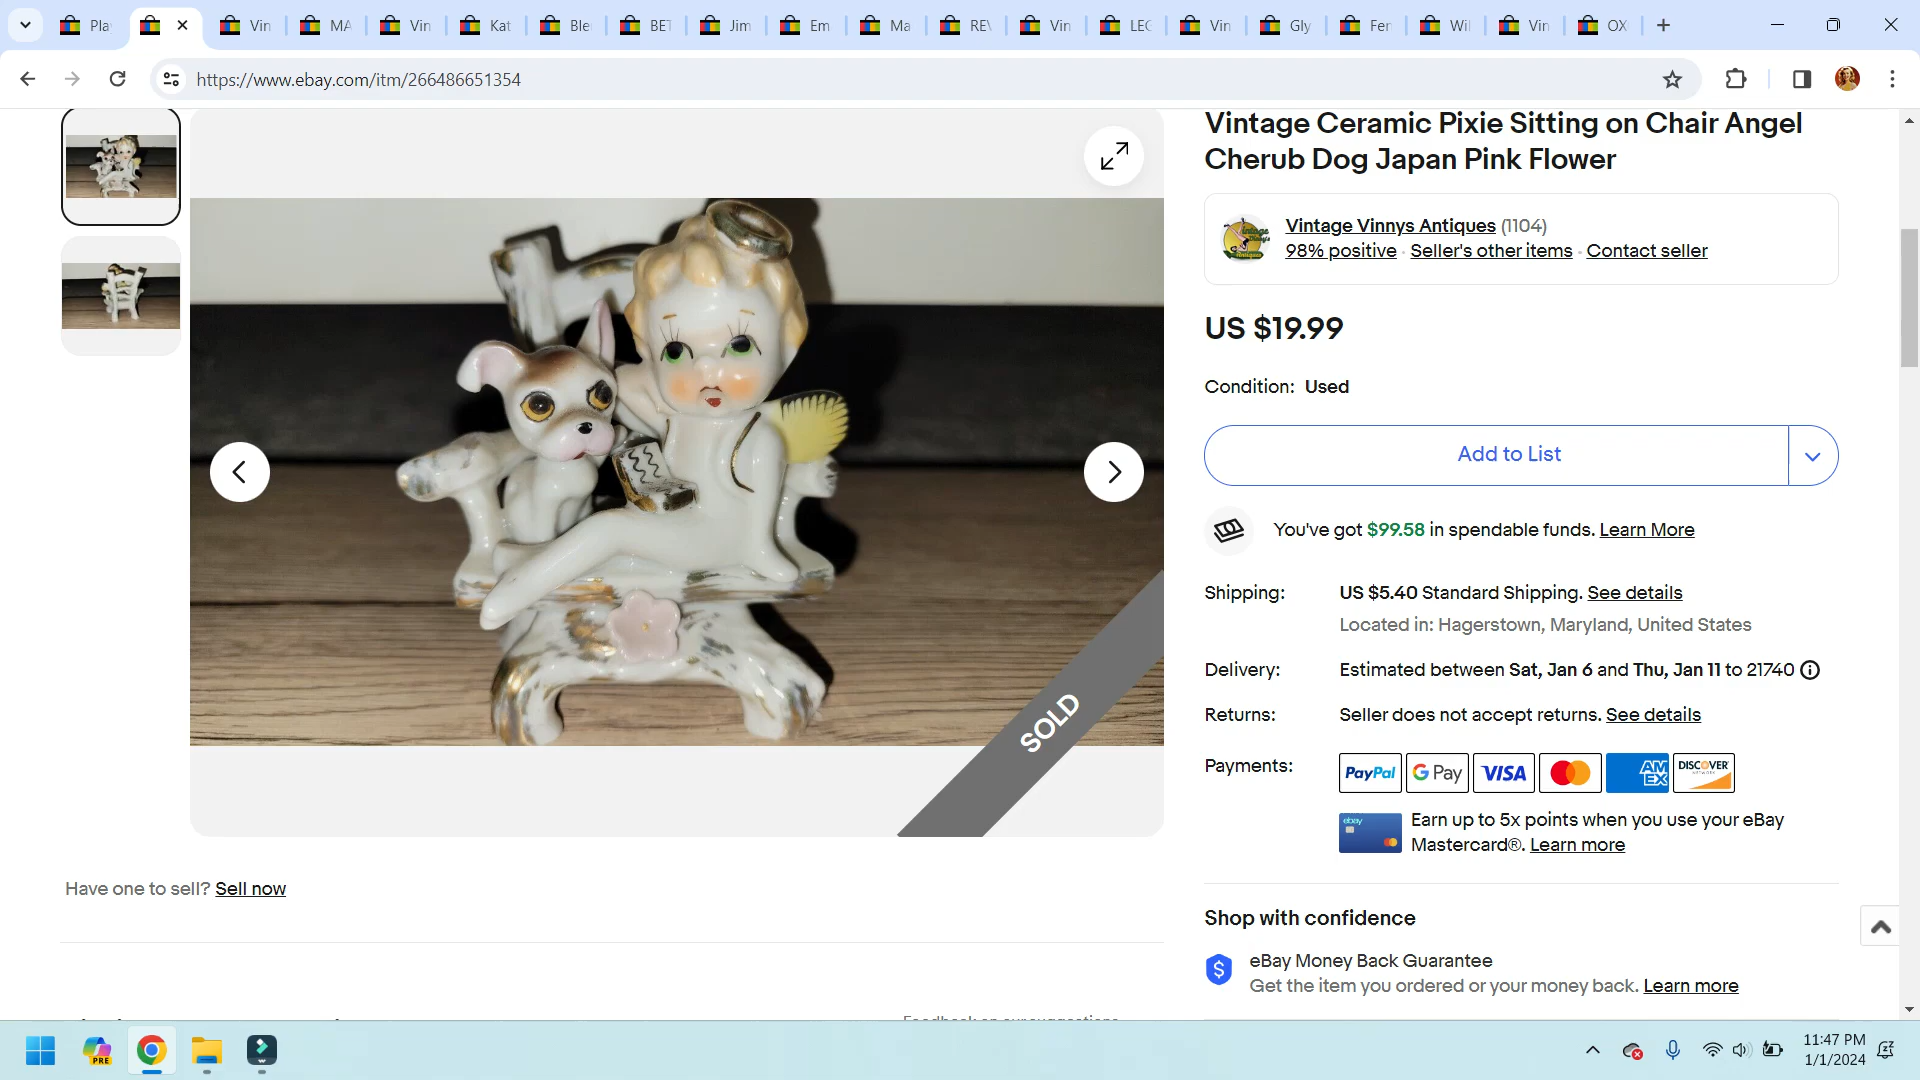 Pla
Vin
MA
Vin
Kat
Ble
BET
Jim
Em
Ma
REV
Vin
LEG
Vin
Gly
Fen
Wil
Vin
OX
https://www.ebay.com/itm/266486651354
Vintage Ceramic Pixie Sitting on Chair Angel
Cherub Dog Japan Pink Flower
Vintage Vinnys Antiques (1104)
98% positive · Seller's other items · Contact seller
US $19.99
Condition: Used
Add to List
You've got $99.58 in spendable funds. Learn More
Shipping: US $5.40 Standard Shipping. See details
Located in: Hagerstown, Maryland, United States
Delivery: Estimated between Sat, Jan 6 and Thu, Jan 11 to 21740
Returns: Seller does not accept returns. See details
Payments: PayPal G Pay VISA AM EX DISCOVER
ebay
Earn up to 5x points when you use your eBay
Mastercard®. Learn more
SOLD
Have one to sell? Sell now
Shop with confidence
eBay Money Back Guarantee
Get the item you ordered or your money back. Learn more
PRE
11:47 PM
1/1/2024